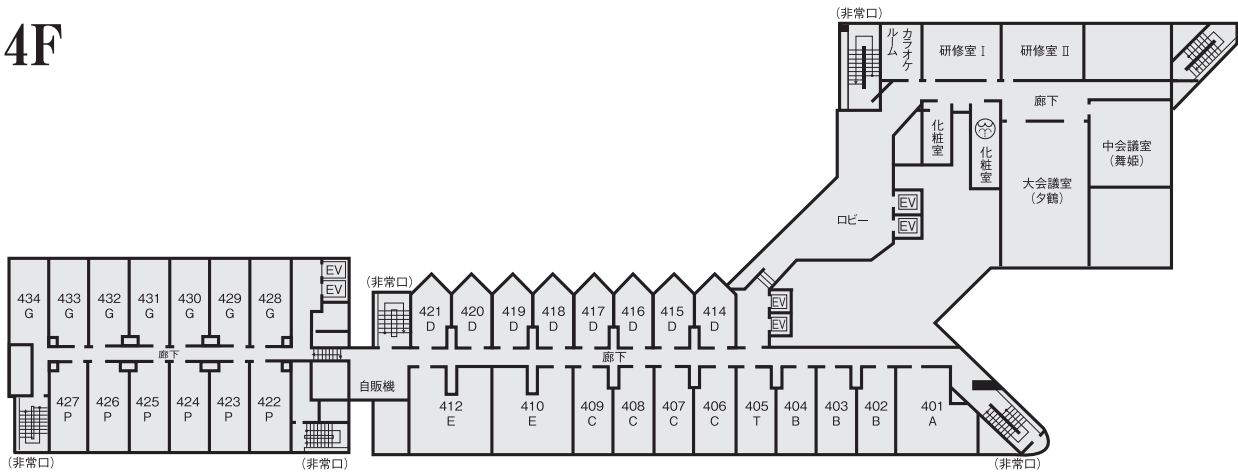 4F
(非常口)
カラオケ
ルーム
研修室 I
研修室 II
廊下
化粧室
化粧室
中会議室
(舞姫)
大会議室
(夕鶴)
ロビー
EV
EV
EV
EV
(非常口)
434
G
433
G
432
G
431
G
430
G
429
G
428
G
421
D
420
D
419
D
418
D
417
D
416
D
415
D
414
D
EV
EV
廊下
廊下
自販機
427
P
426
P
425
P
424
P
423
P
422
P
412
E
410
E
409
C
408
C
407
C
406
C
405
T
404
B
403
B
402
B
401
A
(非常口)
(非常口)
(非常口)